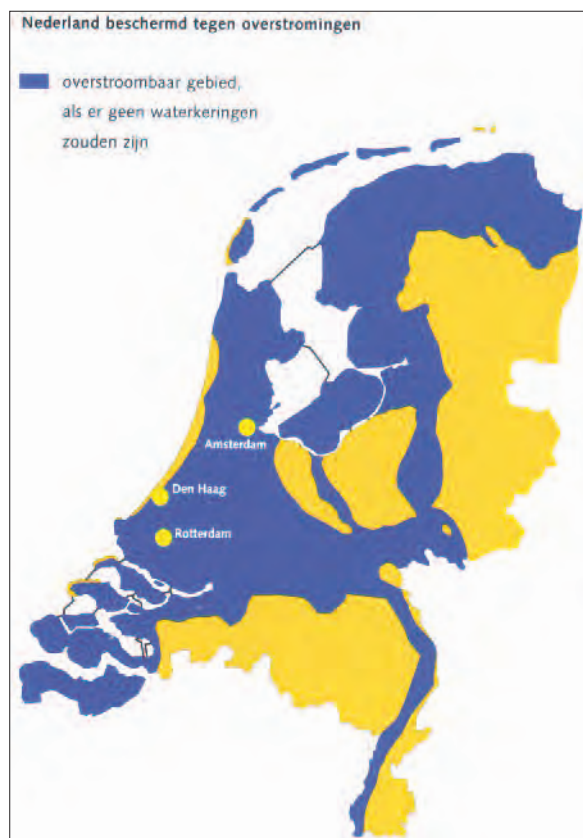 Nederland beschermd tegen overstromingen
overstroombaar gebied,
als er geen waterkeringen
zouden zijn
Amsterdam
Den Haag
Rotterdam